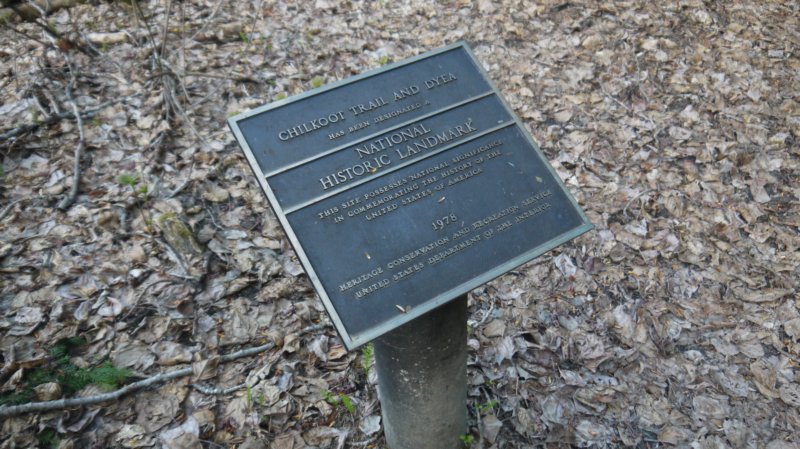 CHILKOOT TRAIL AND DYEA
HAS BEEN DESIGNATED A
NATIONAL
HISTORIC LANDMARK
THIS SITE POSSESSES NATIONAL SIGNIFICANCE
IN COMMEMORATING THE HISTORY OF THE
UNITED STATES OF AMERICA
1978
HERITAGE CONSERVATION AND RECREATION SERVICE
UNITED STATES DEPARTMENT OF THE INTERIOR